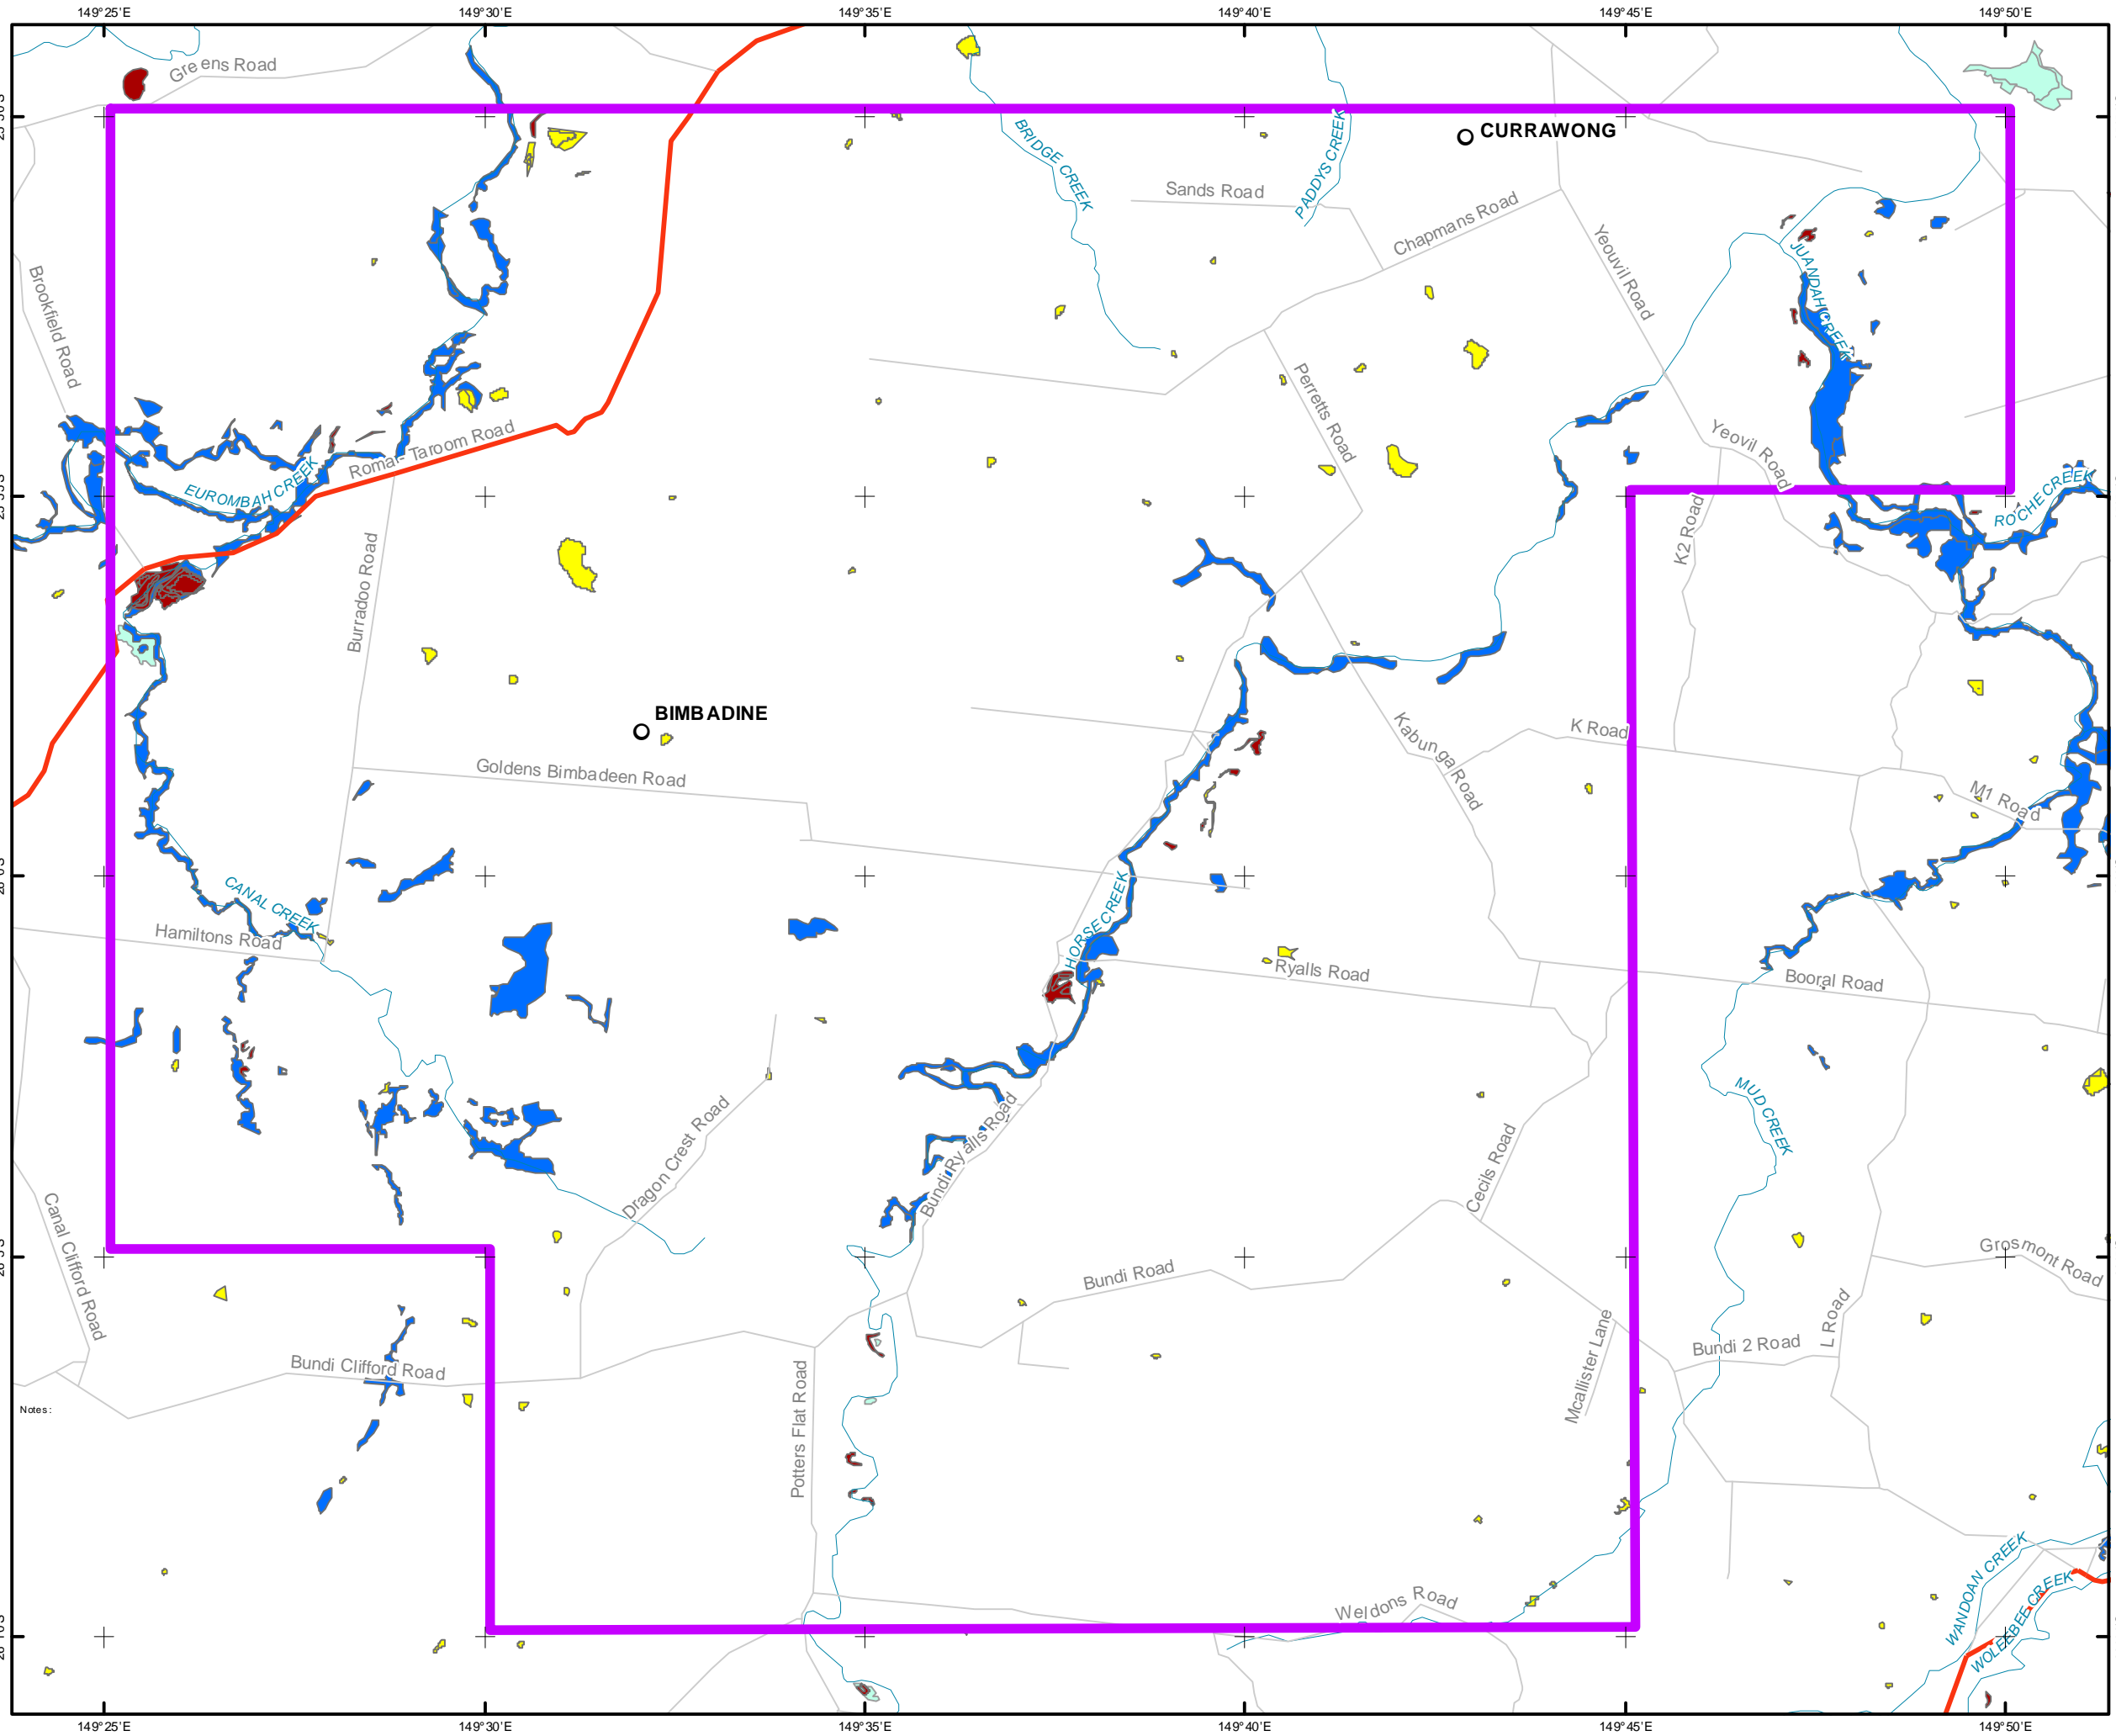 149°25'E 149°30'E 149°35'E 149°40'E 149°45'E 149°50'E
Greens Road
BRIDGE CREEK
PADDYS CREEK
CURRAWONG
Sands Road
Chapmans Road
Yeouvil Road
JUANDAH CREEK
Brookfield Road
Perretts Road
Roma - Taroom Road
Yeovil Road
EUROMBAH CREEK
ROCHE CREEK
K2 Road
Burradoo Road
BIMBADINE
Kabunga Road
K Road
Goldens Bimbadeen Road
M1 Road
CANAL CREEK
HORSE CREEK
Hamiltons Road
Ryalls Road
Booral Road
MUD CREEK
Dragon Crest Road
Bundi Ryalls Road
Cecils Road
Canal Clifford Road
Grosmont Road
Bundi Road
L Road
Mcallister Lane
Bundi 2 Road
Bundi Clifford Road
Potters Flat Road
Notes:
WANDOAN CREEK
WOLEEBEE CREEK
Weldons Road
149°25'E 149°30'E 149°35'E 149°40'E 149°45'E 149°50'E